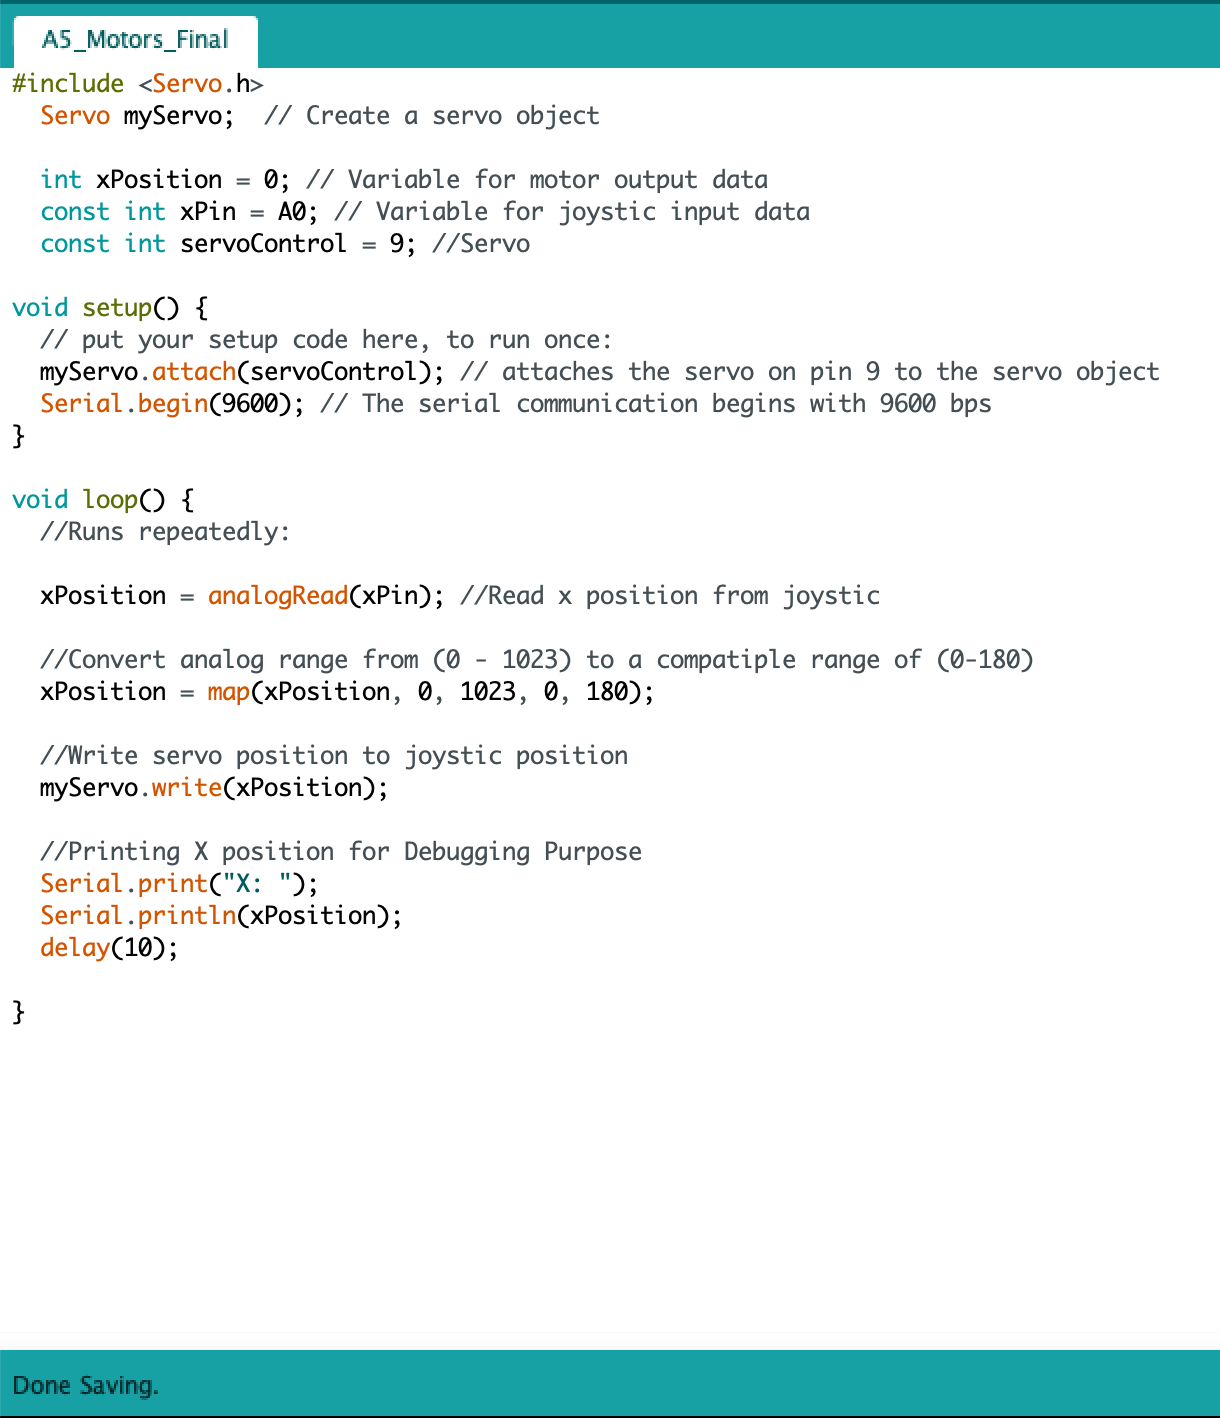 A5_Motors_Final
#include <Servo.h>
Servo myServo;  // Create a servo object
int xPosition = 0; // Variable for motor output data
const int xPin = A0; // Variable for joystic input data
const int servoControl = 9; //Servo
void setup() {
// put your setup code here, to run once:
myServo.attach(servoControl); // attaches the servo on pin 9 to the servo object
Serial.begin(9600); // The serial communication begins with 9600 bps
}
void loop() {
//Runs repeatedly:
xPosition = analogRead(xPin); //Read x position from joystic
//Convert analog range from (0 - 1023) to a compatiple range of (0-180)
xPosition = map(xPosition, 0, 1023, 0, 180);
//Write servo position to joystic position
myServo.write(xPosition);
//Printing X position for Debugging Purpose
Serial.print("X: ");
Serial.println(xPosition);
delay(10);
}
Done Saving.